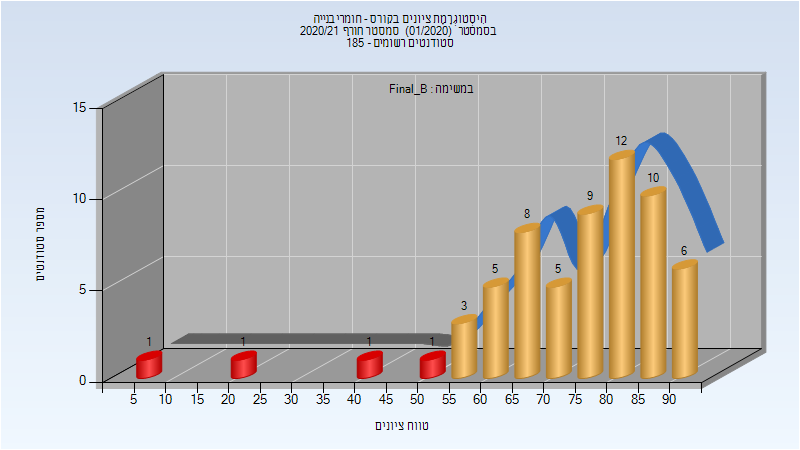 היסטוגרמת ציונים בקורס - חומרי בנייה
בסמסטר (01/2020) סמסטר חורף 2020/21
סטודנטים רשומים - 185
במשימה : Final_B
מספר סטודנטים
15
10
5
0
1
1
1
1
3
5
8
5
9
12
10
6
5 10 15 20 25 30 35 40 45 50 55 60 65 70 75 80 85 90
טווח ציונים